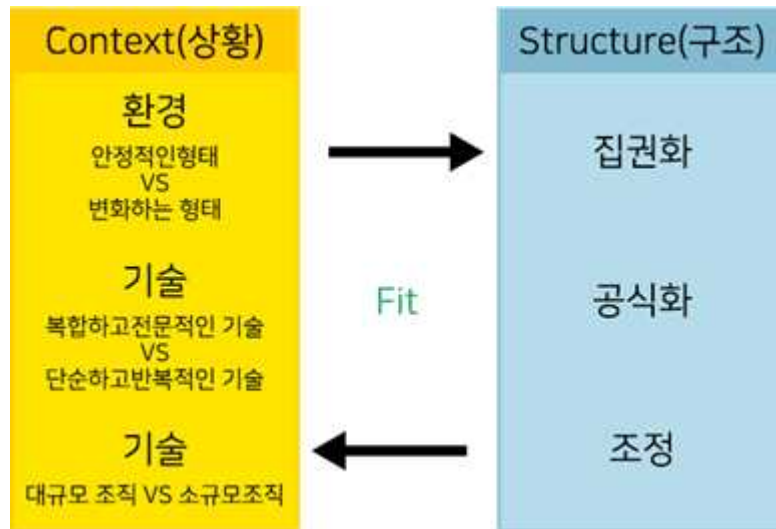 Context(상황)
환경
안정적인형태
VS
변화하는 형태
기술
복합하고전문적인 기술
VS
단순하고반복적인 기술
기술
대규모 조직 VS 소규모조직
Fit
Structure(구조)
집권화
공식화
조정